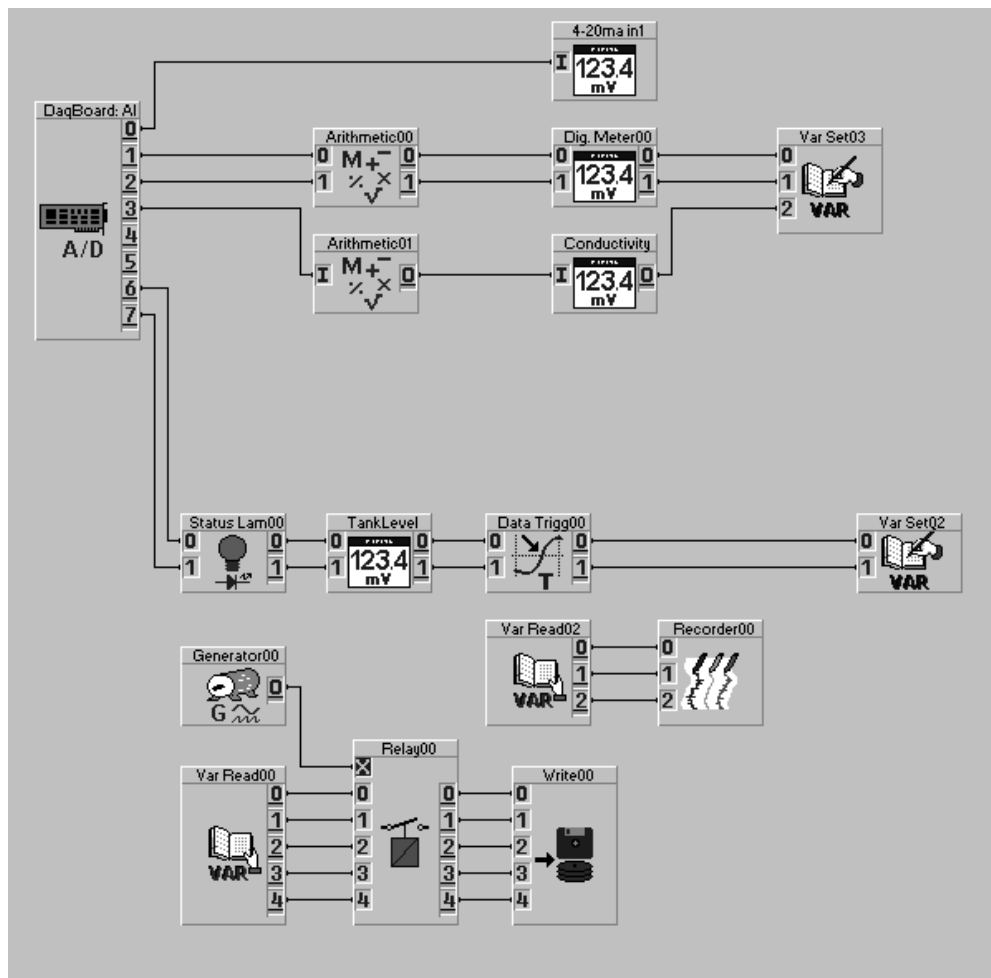 4-20ma in1
I 123.4 mV
DaqBoard: AI
0
1
2
3
4
5
6
7
A/D
Arithmetic00
0 M+- 0
1 %×√ 1
Dig. Meter00
0 123.4 0
1 mV 1
Var Set03
0
1
2 VAR
Arithmetic01
I M+- 0
%×√
Conductivity
I 123.4 0
mV
Status Lam00
0 0
1 1
TankLevel
0 123.4 0
1 mV 1
Data Trigg00
0 0
1 T 1
Var Set02
0
1
VAR
Var Read02
0
1
VAR 2
Recorder00
0
1
2
Generator00
0
G
Relay00
X
0 0
1 1
2 2
3 3
4 4
Var Read00
0
1
2
VAR 3
4
Write00
0
1
2
3
4